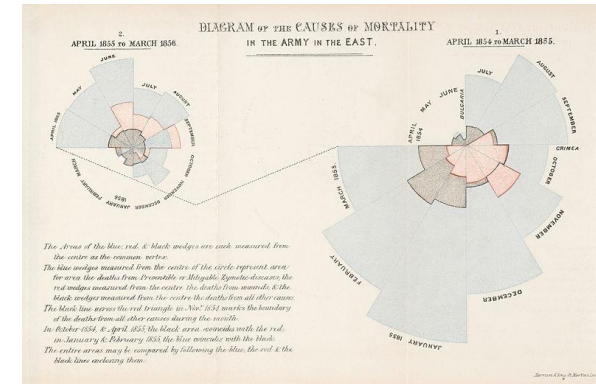 DIAGRAM OF THE CAUSES OF MORTALITY
IN THE ARMY IN THE EAST.
2.
APRIL 1855 TO MARCH 1856.
1.
APRIL 1854 TO MARCH 1855.
APRIL 1855
MAY
JUNE
JULY
AUGUST
SEPTEMBER
OCTOBER
NOVEMBER
DECEMBER
JANUARY
1856
FEBRUARY
MARCH
APRIL
1854
MAY
JUNE
BULGARIA
JULY
AUGUST
SEPTEMBER
CRIMEA
OCTOBER
NOVEMBER
DECEMBER
JANUARY 1855
FEBRUARY
MARCH 1855.
The Areas of the blue, red, & black wedges are each measured from
the centre as the common vertex.
The blue wedges measured from the centre of the circle represent area
for area the deaths from Preventible or Mitigable Zymotic diseases, the
red wedges measured from the centre the deaths from wounds, & the
black wedges measured from the centre the deaths from all other causes.
The black line across the red triangle in Nov.r 1854 marks the boundary
of the deaths from all other causes during the month.
In October 1854, & April 1855, the black area coincides with the red,
in January & February 1855, the blue coincides with the black.
The entire areas may be compared by following the blue, the red & the
black lines enclosing them.